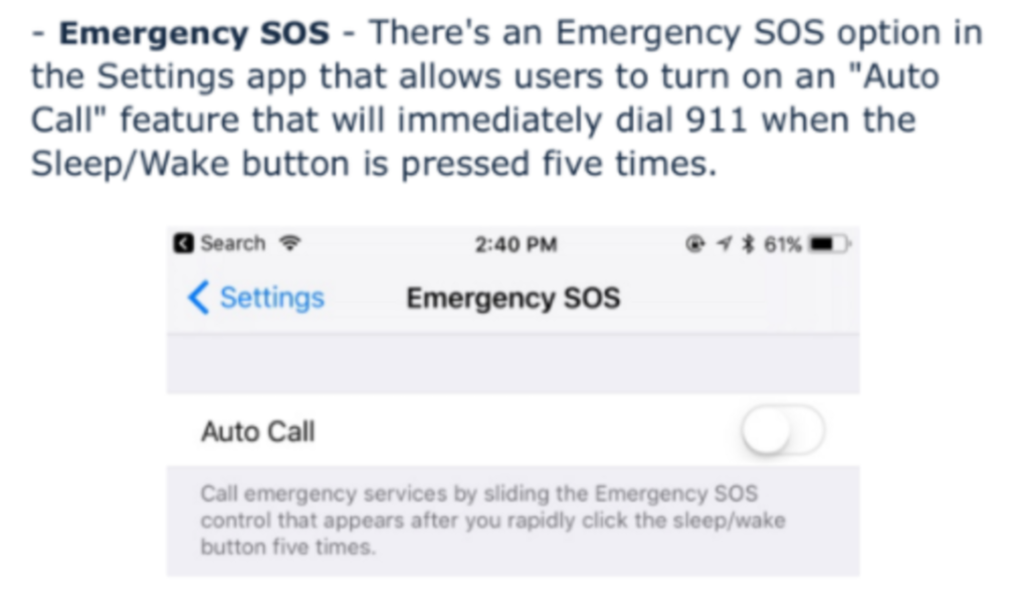 - Emergency SOS - There's an Emergency SOS option in
the Settings app that allows users to turn on an "Auto
Call" feature that will immediately dial 911 when the
Sleep/Wake button is pressed five times.
Search 2:40 PM 61%
Settings Emergency SOS
Auto Call
Call emergency services by sliding the Emergency SOS
control that appears after you rapidly click the sleep/wake
button five times.